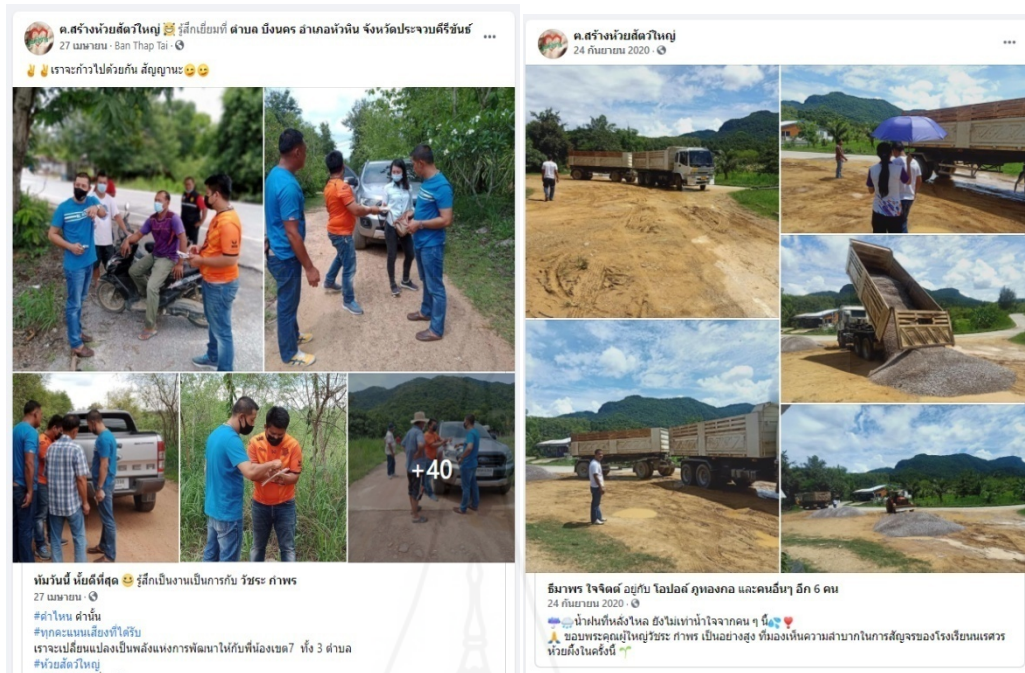 ค.สร้างห้วยสัตว์ใหญ่ รู้สึกเยี่ยมที่ ตำบล บึงนคร อำเภอหัวหิน จังหวัดประจวบคีรีขันธ์
27 เมษายน · Ban Thap Tai ·
✌✌เราจะก้าวไปด้วยกัน สัญญานะ😜😜
+40
ทัมวันนี้ หั้ยดีที่สุด 😄 รู้สึกเป็นงานเป็นการกับ วัชระ กำพร
27 เมษายน ·
#ค่ำไหน ค่ำนั้น
#ทุกคะแนนเสียงที่ได้รับ
เราจะเปลี่ยนแปลงเป็นพลังแห่งการพัฒนาให้กับพี่น้องเขต7 ทั้ง 3 ตำบล
#ห้วยสัตว์ใหญ่
ค.สร้างห้วยสัตว์ใหญ่
24 กันยายน 2020 ·
ธีมาพร ใจจิตต์ อยู่กับ โอปอล์ ภูทองกอ และคนอื่นๆ อีก 6 คน
24 กันยายน 2020 ·
☔🌧น้ำฝนที่หลั่งไหล ยังไม่เท่าน้ำใจจากคน ๆ นี้💦❣
🙏 ขอบพระคุณผู้ใหญ่วัชระ กำพร เป็นอย่างสูง ที่มองเห็นความลำบากในการสัญจรของโรงเรียนนเรศวร
ห้วยผึ้งในครั้งนี้ 🌱